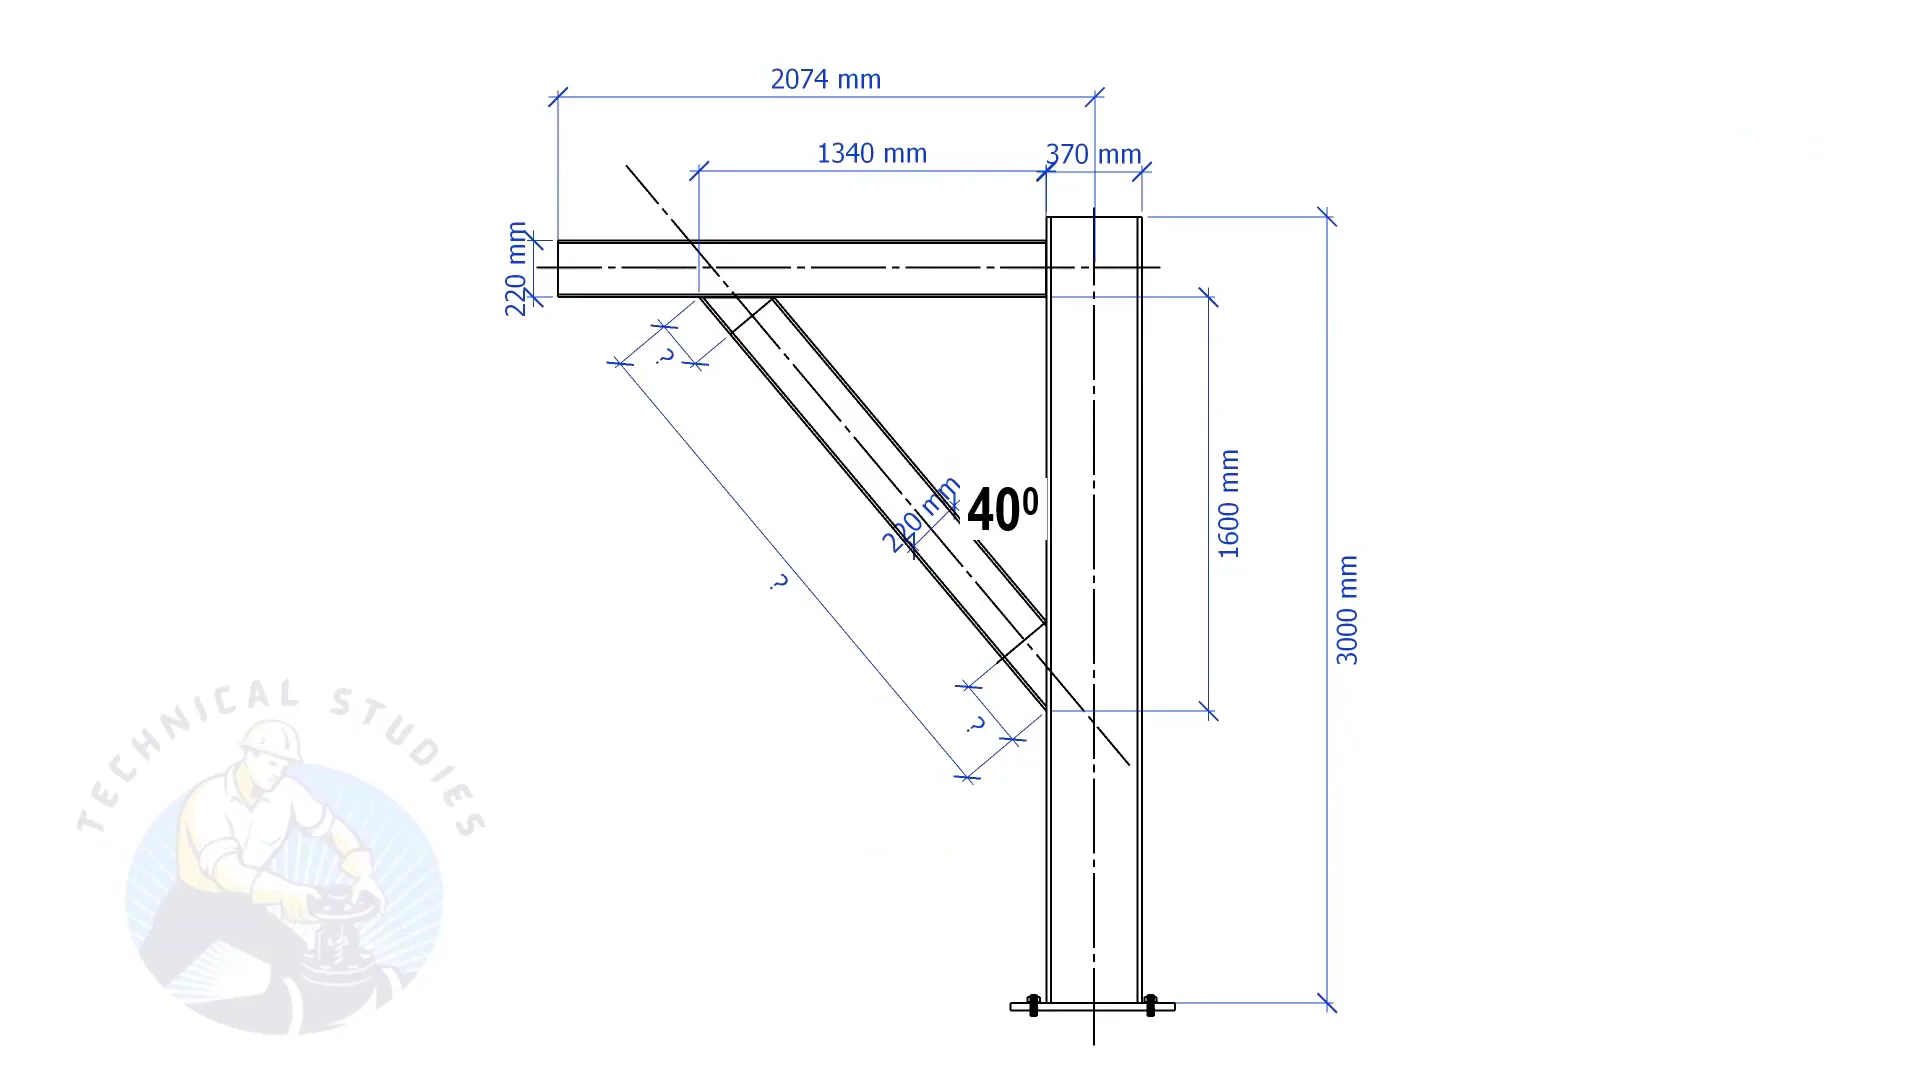 2074 mm
1340 mm
370 mm
220 mm
?
220 mm
40⁰
1600 mm
?
3000 mm
?
TECHNICAL STUDIES